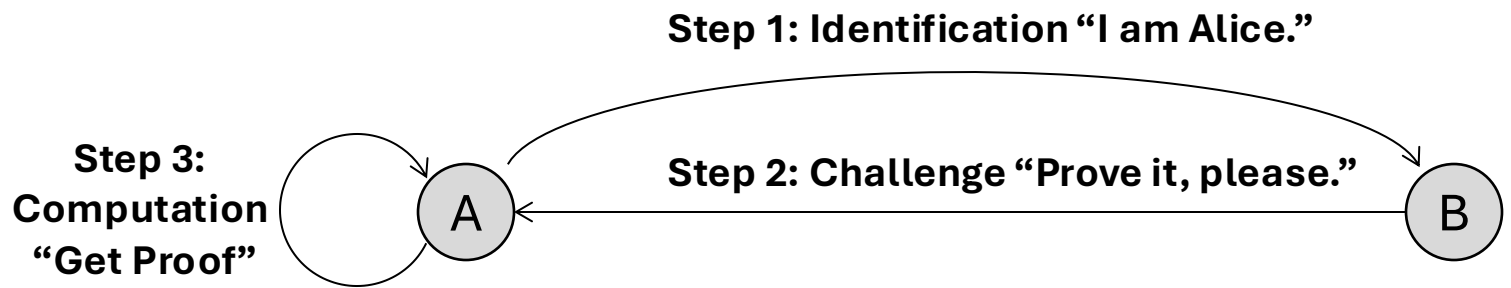 Step 1: Identification “I am Alice.”
Step 2: Challenge “Prove it, please.”
Step 3:
Computation
“Get Proof”
A
B